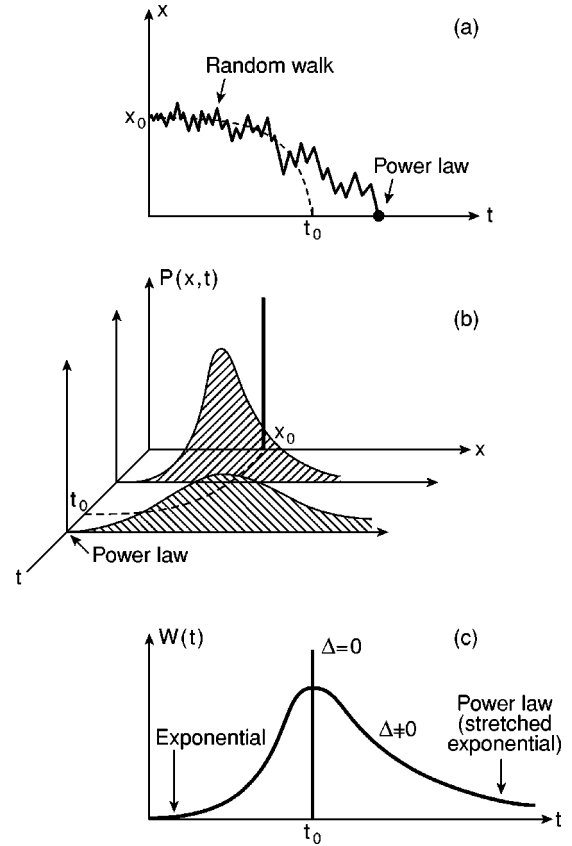 x
(a)
Random walk
x₀
Power law
t
t₀
P(x,t)
(b)
x₀
x
t₀
Power law
t
W(t)
Δ=0
(c)
Power law
(stretched
exponential)
Δ≠0
Exponential
t
t₀